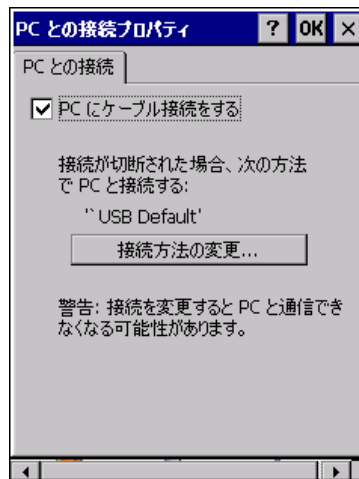 PC との接続プロパティ ? OK ×
PC との接続
PC にケーブル接続をする
接続が切断された場合、次の方法
で PC と接続する:
'`USB Default'
接続方法の変更...
警告: 接続を変更すると PC と通信でき
なくなる可能性があります。